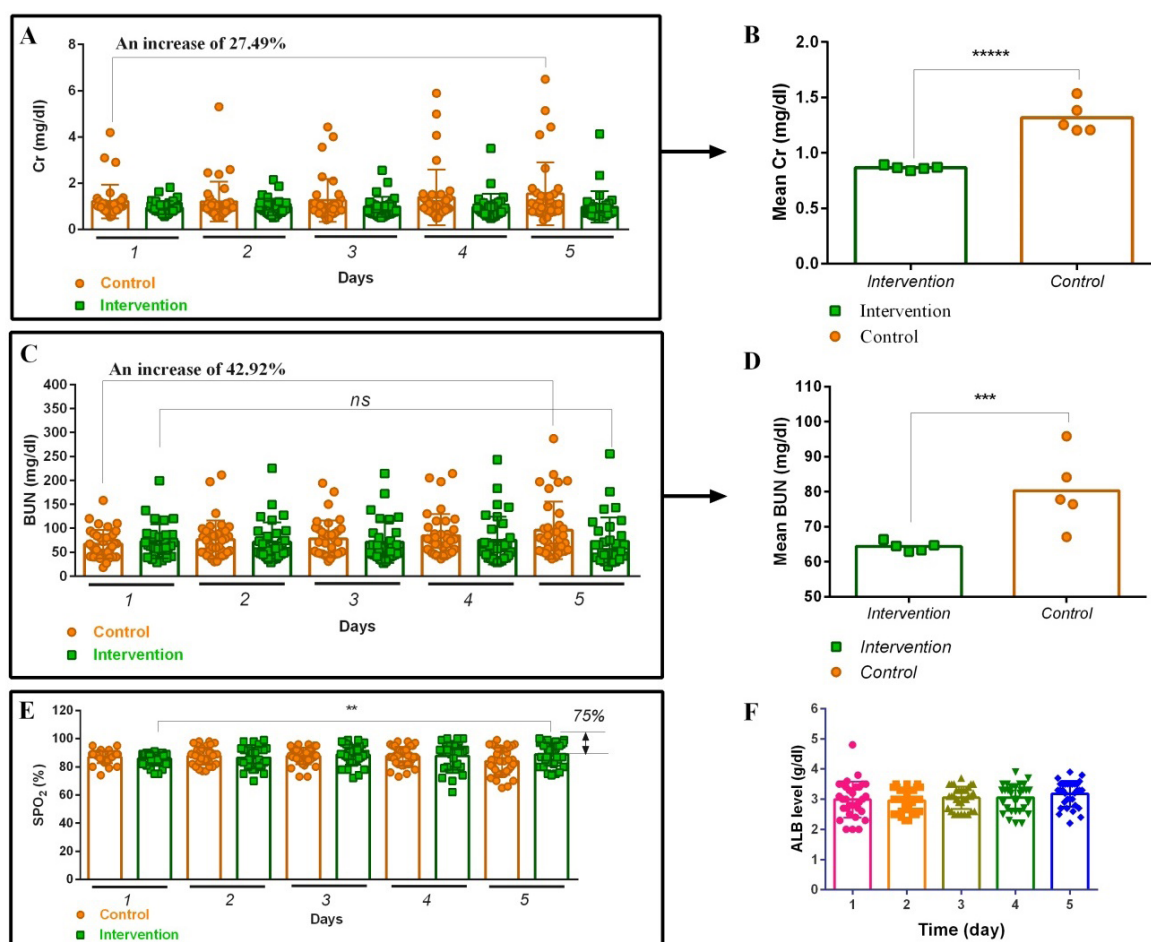 A
An increase of 27.49%
8
6
4
2
0
Cr (mg/dl)
1 2 3 4 5
Days
Control
Intervention
B
*****
2.0
1.5
1.0
0.5
0.0
Mean Cr (mg/dl)
Intervention Control
Intervention
Control
C
An increase of 42.92%
ns
400
350
300
250
200
150
100
50
0
BUN (mg/dl)
1 2 3 4 5
Days
Control
Intervention
D
***
110
100
90
80
70
60
50
Mean BUN (mg/dl)
Intervention Control
Intervention
Control
E
**
75%
120
100
80
60
40
20
0
SPO₂ (%)
1 2 3 4 5
Days
Control
Intervention
F
6
5
4
3
2
1
0
ALB level (g/dl)
1 2 3 4 5
Time (day)